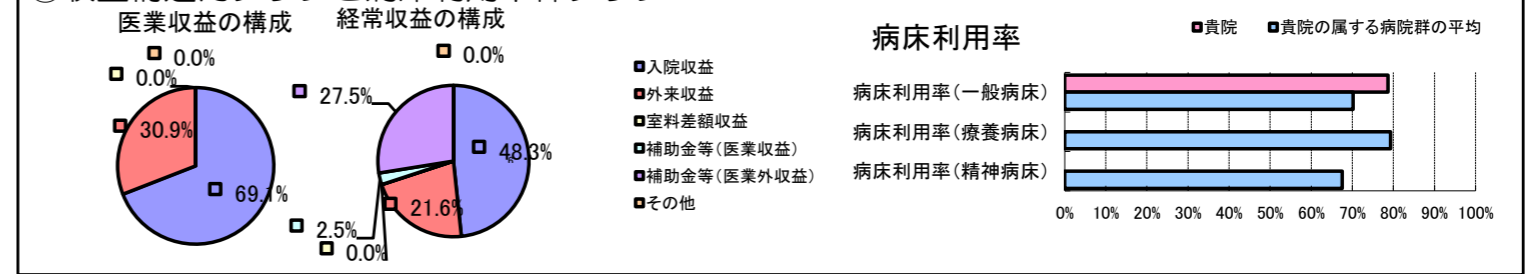 医業収益の構成
0.0%
0.0%
30.9%
69.1%
経常収益の構成
0.0%
27.5%
48.3%
21.6%
2.5%
0.0%
入院収益
外来収益
室料差額収益
補助金等(医業収益)
補助金等(医業外収益)
その他
病床利用率
貴院
貴院の属する病院群の平均
病床利用率(一般病床)
病床利用率(療養病床)
病床利用率(精神病床)
0% 10% 20% 30% 40% 50% 60% 70% 80% 90% 100%